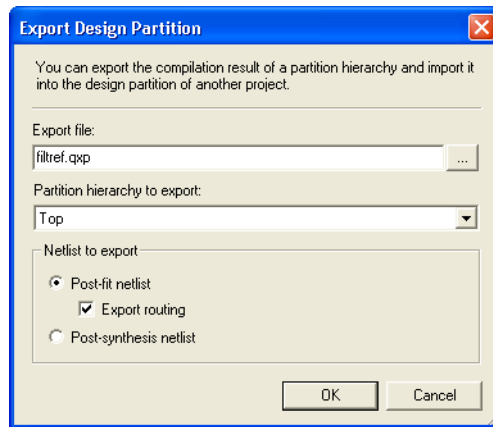 Export Design Partition
You can export the compilation result of a partition hierarchy and import it
into the design partition of another project.
Export file:
filtref.qxp
...
Partition hierarchy to export:
Top
Netlist to export
Post-fit netlist
Export routing
Post-synthesis netlist
OK
Cancel